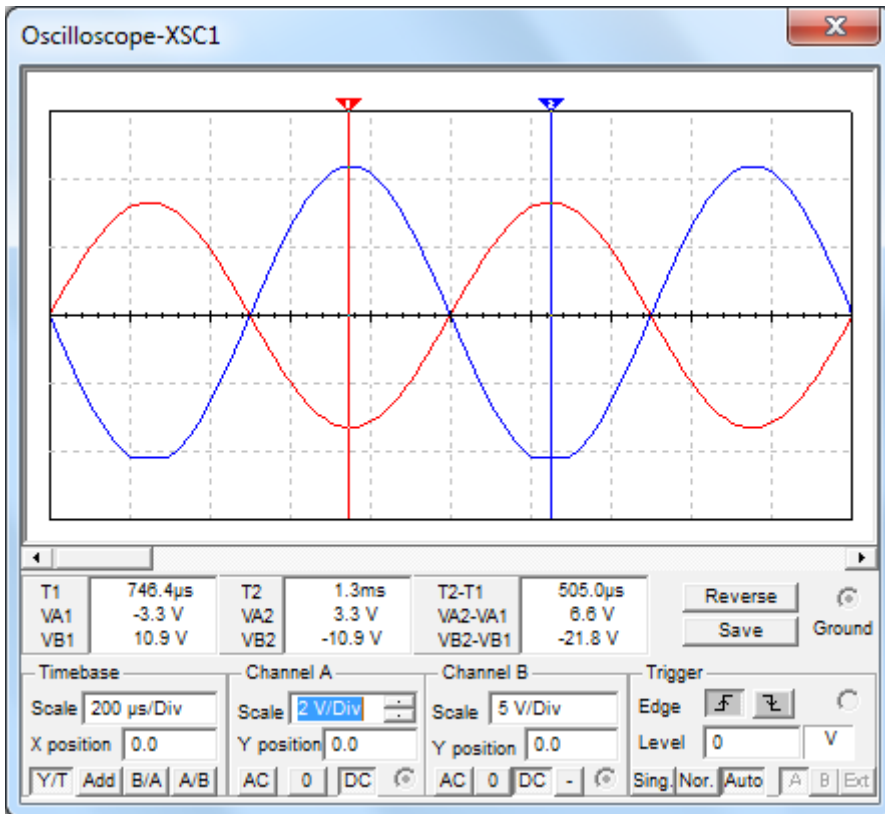 Oscilloscope-XSC1
1 2
T1 746.4µs T2 1.3ms T2-T1 505.0µs Reverse
VA1 -3.3 V VA2 3.3 V VA2-VA1 6.6 V
VB1 10.9 V VB2 -10.9 V VB2-VB1 -21.8 V Save Ground
Timebase Channel A Channel B Trigger
Scale 200 µs/Div Scale 2 V/Div Scale 5 V/Div Edge
X position 0.0 Y position 0.0 Y position 0.0 Level 0 V
Y/T Add B/A A/B AC 0 DC AC 0 DC - Sing. Nor. Auto A B Ext